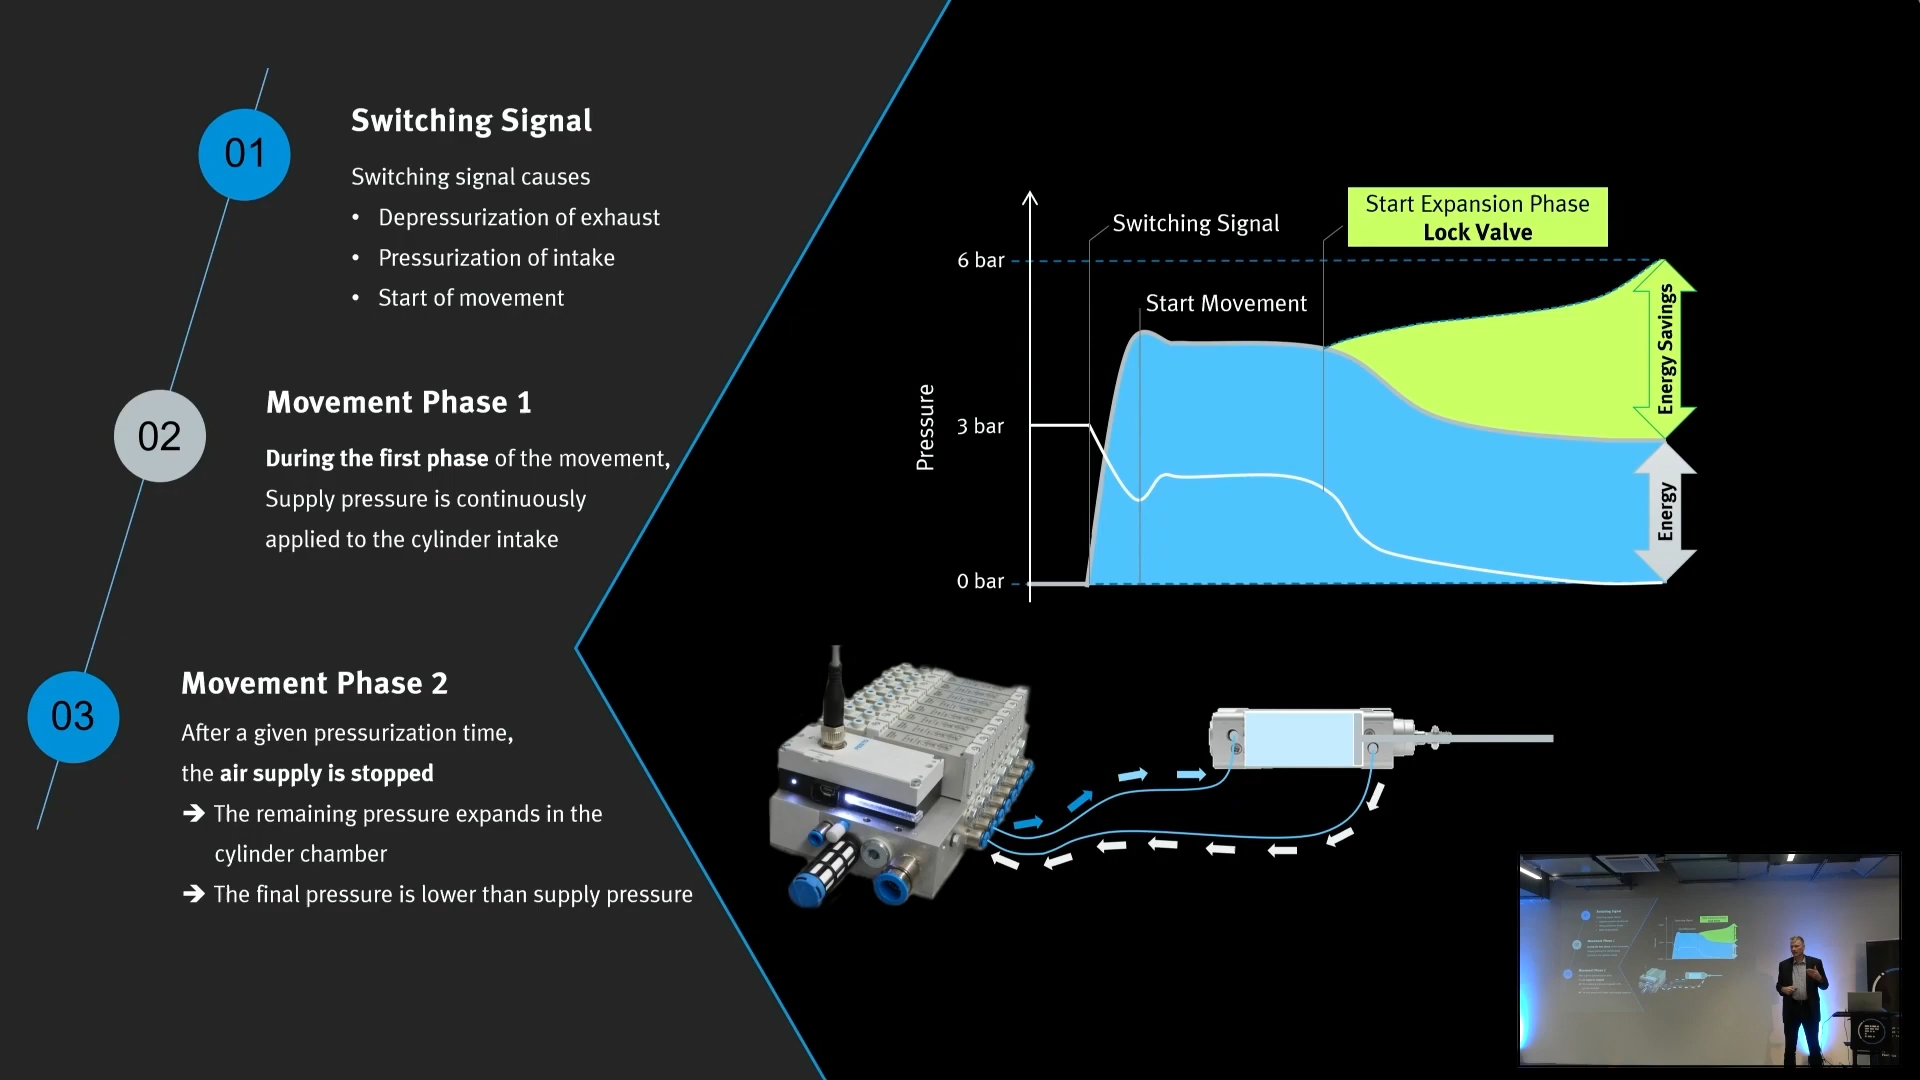 01
Switching Signal
Switching signal causes
• Depressurization of exhaust
• Pressurization of intake
• Start of movement
02
Movement Phase 1
During the first phase of the movement,
Supply pressure is continuously
applied to the cylinder intake
03
Movement Phase 2
After a given pressurization time,
the air supply is stopped
➔ The remaining pressure expands in the
cylinder chamber
➔ The final pressure is lower than supply pressure
Switching Signal
Start Expansion Phase
Lock Valve
6 bar
Start Movement
Energy Savings
Pressure
3 bar
Energy
0 bar